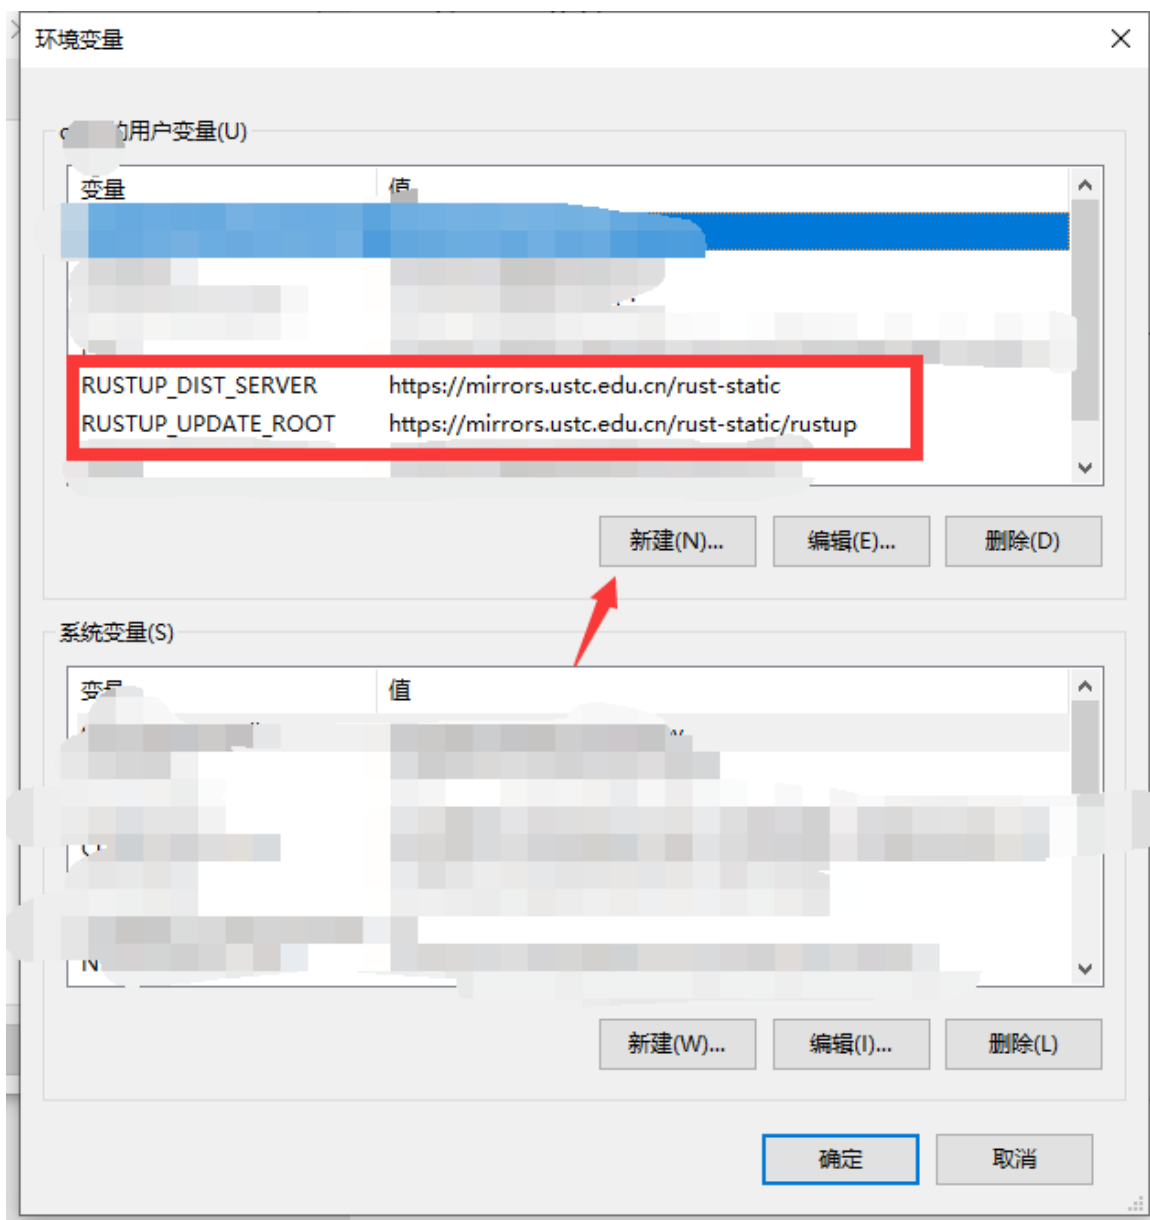 环境变量
的用户变量(U)
变量 值
RUSTUP_DIST_SERVER https://mirrors.ustc.edu.cn/rust-static
RUSTUP_UPDATE_ROOT https://mirrors.ustc.edu.cn/rust-static/rustup
新建(N)... 编辑(E)... 删除(D)
系统变量(S)
变量 值
新建(W)... 编辑(I)... 删除(L)
确定 取消